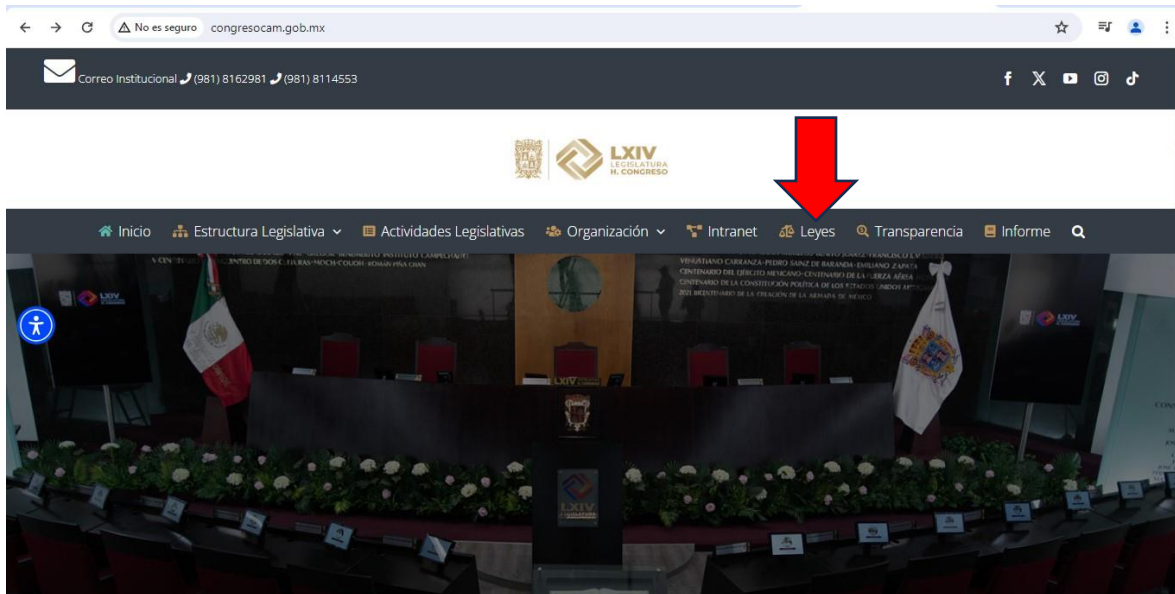 No es seguro congresocam.gob.mx
Correo Institucional (981) 8162981 (981) 8114553
LXIV
LEGISLATURA
H. CONGRESO
Inicio Estructura Legislativa Actividades Legislativas Organización Intranet Leyes Transparencia Informe
VENUSTIANO CARRANZA-PEDRO SAINZ DE BARANDA-EMILIANO ZAPATA
CENTENARIO DEL EJÉRCITO MEXICANO-CENTENARIO DE LA FUERZA AÉREA
CENTENARIO DE LA CONSTITUCIÓN POLÍTICA DE LOS ESTADOS UNIDOS
2021 BICENTENARIO DE LA CREACIÓN DE LA ARMADA DE MÉXICO
LXIV
LXIV
LXIV
LXIV